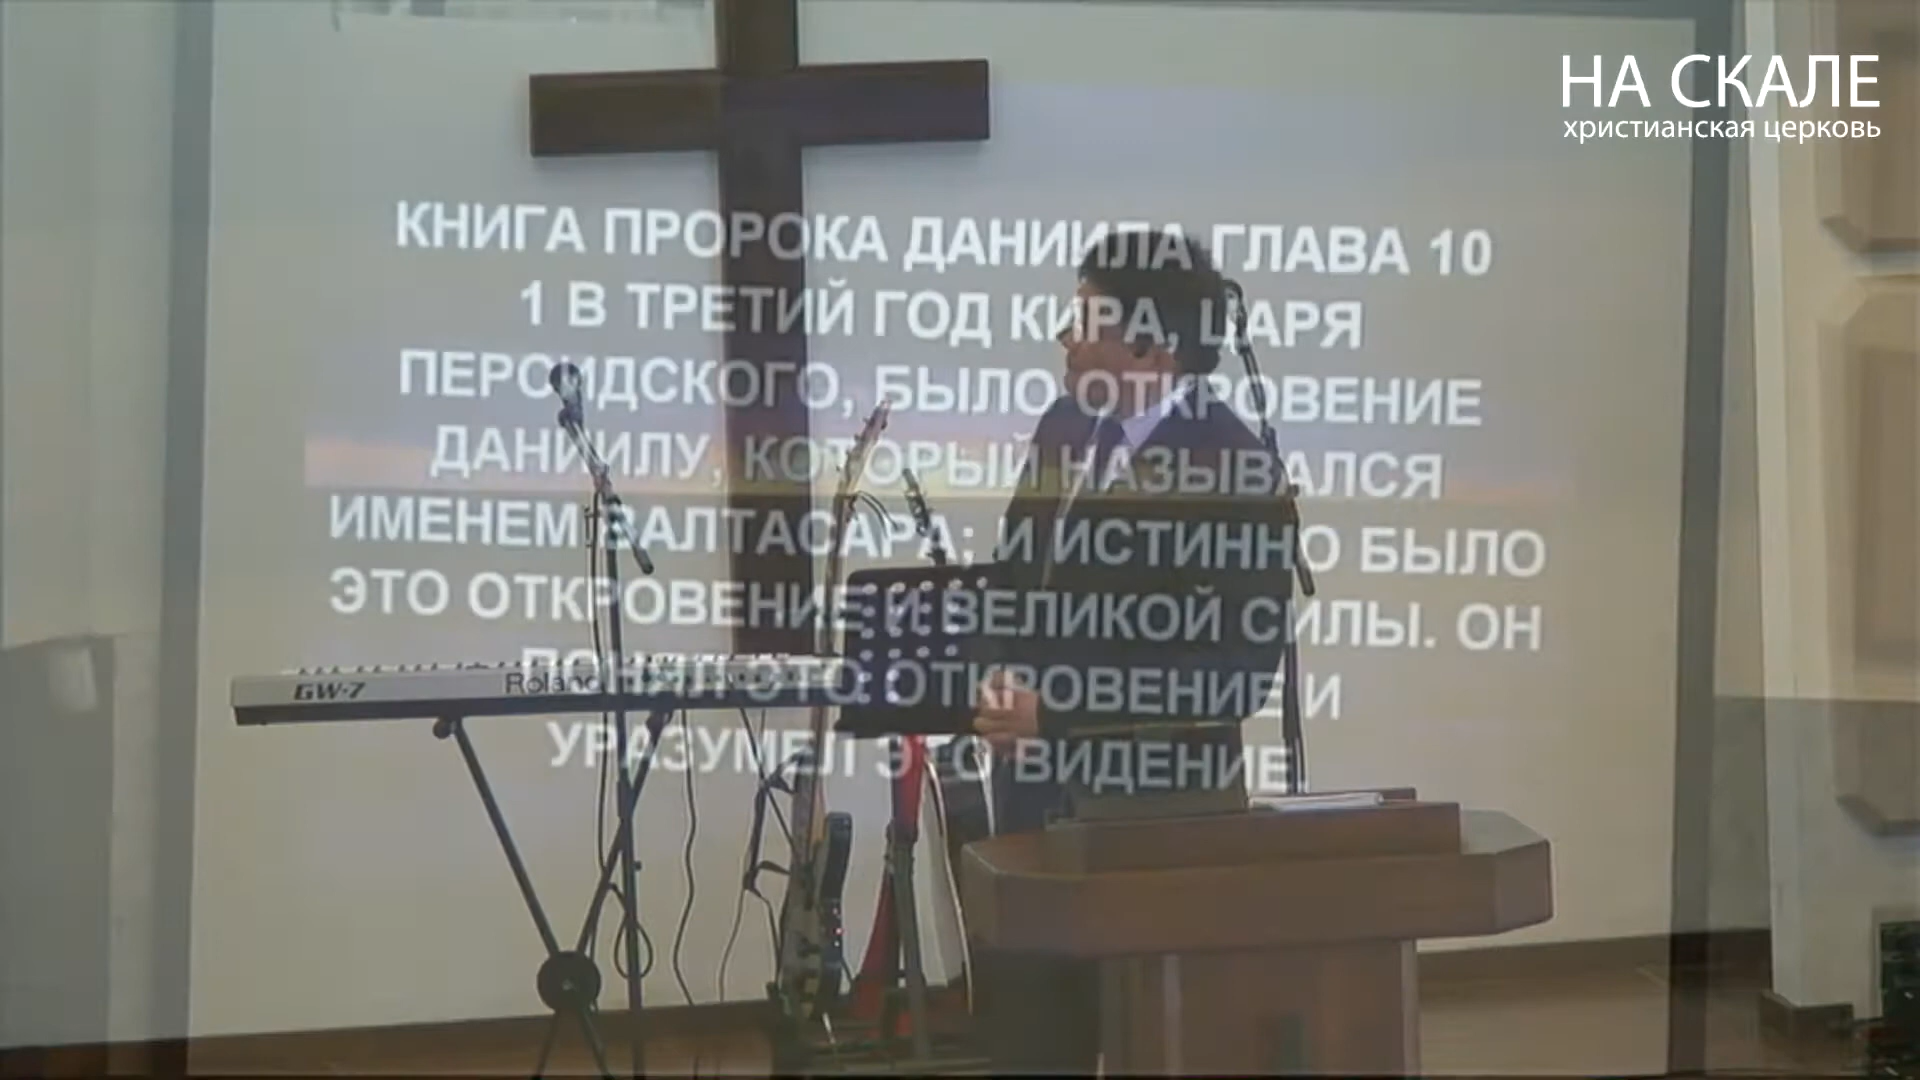 НА СКАЛЕ
христианская церковь
КНИГА ПРОРОКА ДАНИИЛА ГЛАВА 10
1 В ТРЕТИЙ ГОД КИРА, ЦАРЯ
ПЕРСИДСКОГО, БЫЛО ОТКРОВЕНИЕ
ДАНИИЛУ, КОТОРЫЙ НАЗЫВАЛСЯ
ИМЕНЕМ ВАЛТАСАРА; И ИСТИННО БЫЛО
ЭТО ОТКРОВЕНИЕ И ВЕЛИКОЙ СИЛЫ. ОН
ПОНЯЛ ЭТО ОТКРОВЕНИЕ И
УРАЗУМЕЛ ЭТО ВИДЕНИЕ.
GW-7
Roland